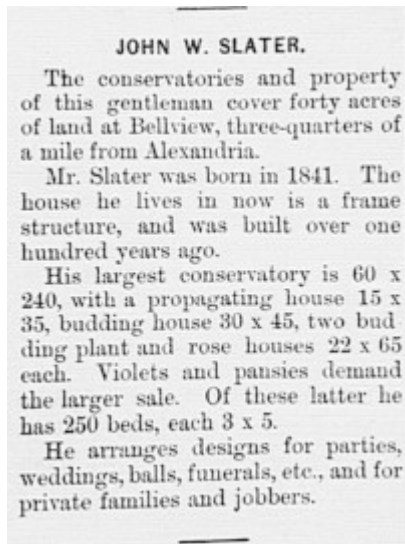 JOHN W. SLATER.
The conservatories and property
of this gentleman cover forty acres
of land at Bellview, three-quarters of
a mile from Alexandria.
Mr. Slater was born in 1841. The
house he lives in now is a frame
structure, and was built over one
hundred years ago.
His largest conservatory is 60 x
240, with a propagating house 15 x
35, budding house 30 x 45, two bud
ding plant and rose houses 22 x 65
each. Violets and pansies demand
the larger sale. Of these latter he
has 250 beds, each 3 x 5.
He arranges designs for parties,
weddings, balls, funerals, etc., and for
private families and jobbers.